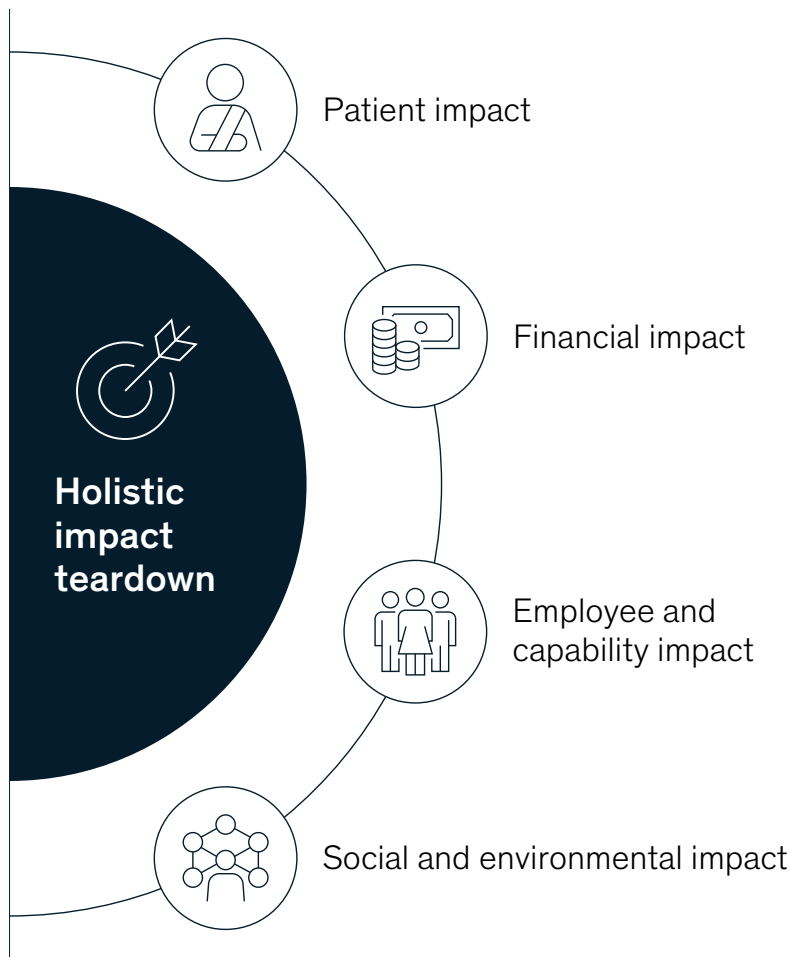 Patient impact
Financial impact
Holistic
impact
teardown
Employee and
capability impact
Social and environmental impact